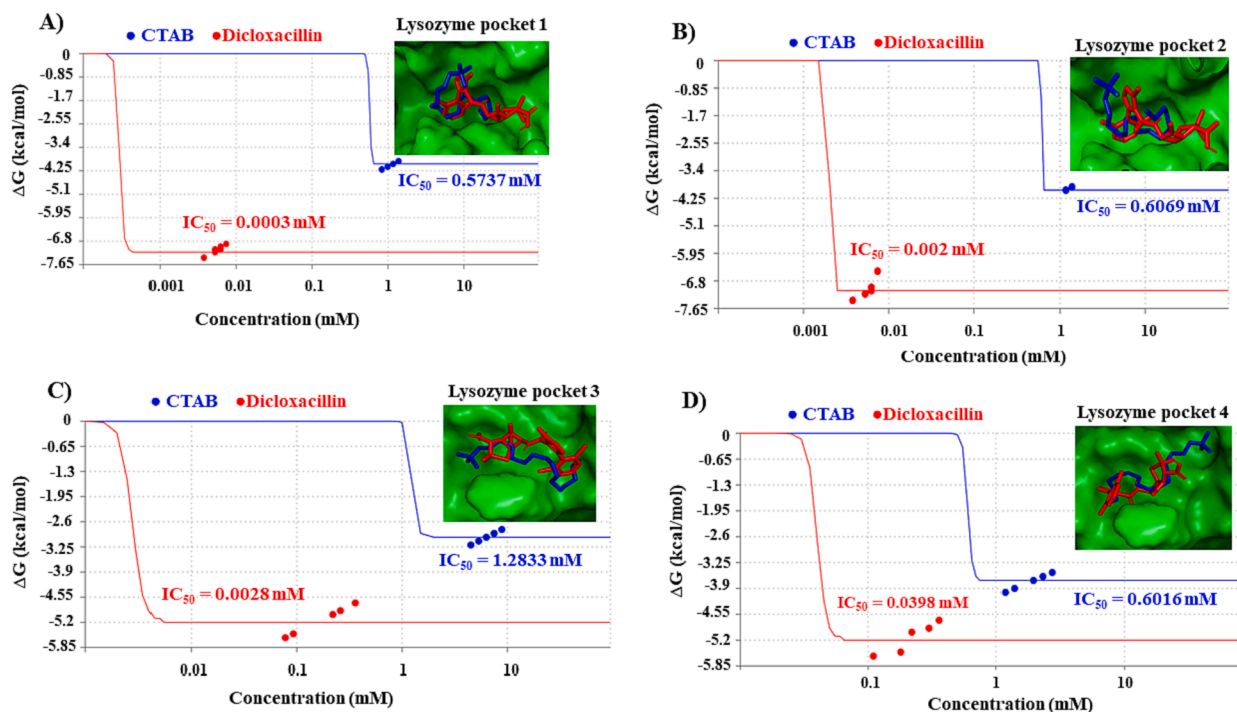 A)
CTAB Dicloxacillin
Lysozyme pocket 1
ΔG (kcal/mol)
0
-0.85
-1.7
-2.55
-3.4
-4.25
-5.1
-5.95
-6.8
-7.65
IC50 = 0.5737 mM
IC50 = 0.0003 mM
0.001 0.01 0.1 1 10
Concentration (mM)
B)
CTAB Dicloxacillin
Lysozyme pocket 2
ΔG (kcal/mol)
0
-0.85
-1.7
-2.55
-3.4
-4.25
-5.1
-5.95
-6.8
-7.65
IC50 = 0.6069 mM
IC50 = 0.002 mM
0.001 0.01 0.1 1 10
Concentration (mM)
C)
CTAB Dicloxacillin
Lysozyme pocket 3
ΔG (kcal/mol)
0
-0.65
-1.3
-1.95
-2.6
-3.25
-3.9
-4.55
-5.2
-5.85
IC50 = 1.2833 mM
IC50 = 0.0028 mM
0.01 0.1 1 10
Concentration (mM)
D)
CTAB Dicloxacillin
Lysozyme pocket 4
ΔG (kcal/mol)
0
-0.65
-1.3
-1.95
-2.6
-3.25
-3.9
-4.55
-5.2
-5.85
IC50 = 0.0398 mM
IC50 = 0.6016 mM
0.1 1 10
Concentration (mM)